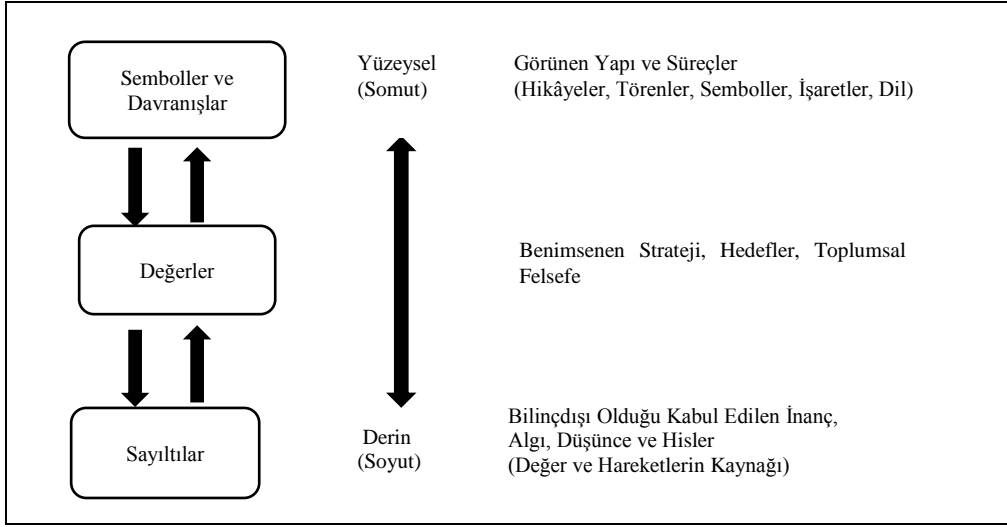 Semboller ve
Davranışlar
Yüzeysel
(Somut)
Görünen Yapı ve Süreçler
(Hikâyeler, Törenler, Semboller, İşaretler, Dil)
Değerler
Benimsenen Strateji, Hedefler, Toplumsal
Felsefe
Sayıltılar
Derin
(Soyut)
Bilinçdışı Olduğu Kabul Edilen İnanç,
Algı, Düşünce ve Hisler
(Değer ve Hareketlerin Kaynağı)